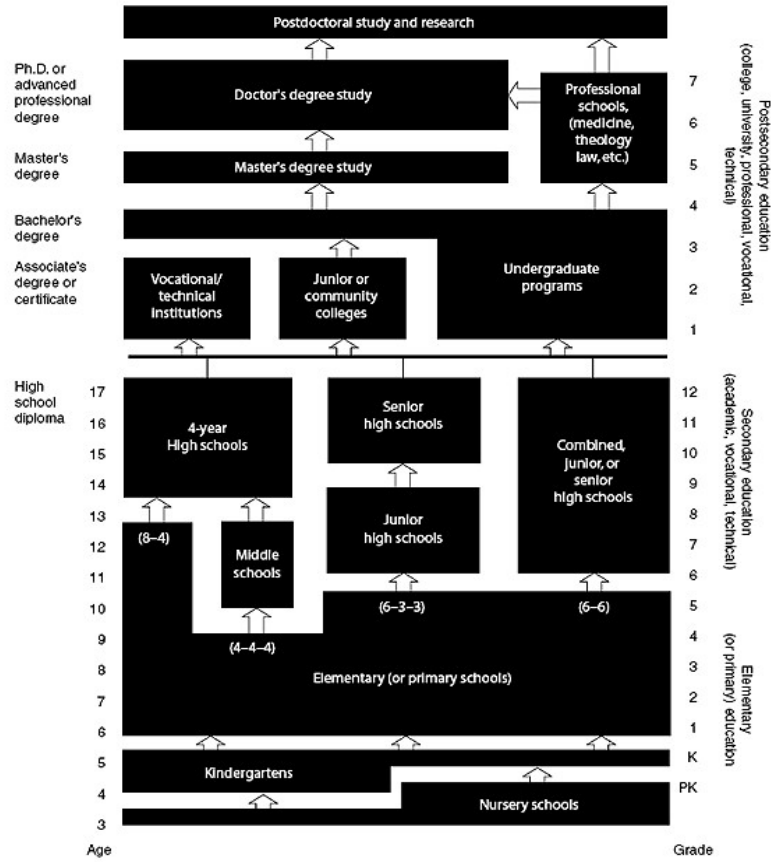 Postdoctoral study and research
Ph.D. or
advanced
professional
degree
Doctor's degree study
Professional
schools,
(medicine,
theology
law, etc.)
7
6
Master's
degree
Master's degree study
5
4
Bachelor's
degree
3
Associate's
degree or
certificate
Vocational/
technical
institutions
Junior or
community
colleges
Undergraduate
programs
2
1
Postsecondary education
(college, university, professional, vocational,
technical)
High
school
diploma
17
16
15
14
13
12
11
10
9
8
7
6
5
4
3
Age
4-year
High schools
Senior
high schools
Combined,
junior, or
senior
high schools
Junior
high schools
(8–4)
Middle
schools
(6–3–3)
(6–6)
(4–4–4)
Elementary (or primary schools)
Kindergartens
Nursery schools
12
11
10
9
8
7
6
5
4
3
2
1
K
PK
Grade
Secondary education
(academic, vocational, technical)
Elementary
(or primary) education